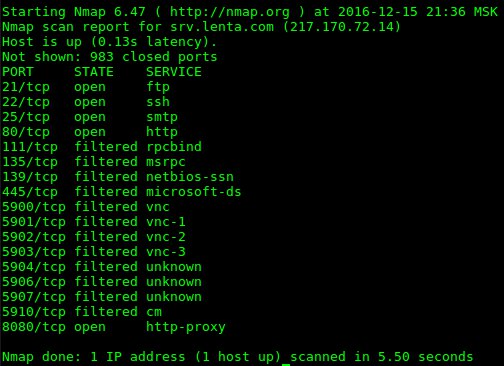 Starting Nmap 6.47 ( http://nmap.org ) at 2016-12-15 21:36 MSK
Nmap scan report for srv.lenta.com (217.170.72.14)
Host is up (0.13s latency).
Not shown: 983 closed ports
PORT     STATE    SERVICE
21/tcp   open     ftp
22/tcp   open     ssh
25/tcp   open     smtp
80/tcp   open     http
111/tcp  filtered rpcbind
135/tcp  filtered msrpc
139/tcp  filtered netbios-ssn
445/tcp  filtered microsoft-ds
5900/tcp filtered vnc
5901/tcp filtered vnc-1
5902/tcp filtered vnc-2
5903/tcp filtered vnc-3
5904/tcp filtered unknown
5906/tcp filtered unknown
5907/tcp filtered unknown
5910/tcp filtered cm
8080/tcp open     http-proxy
Nmap done: 1 IP address (1 host up) scanned in 5.50 seconds